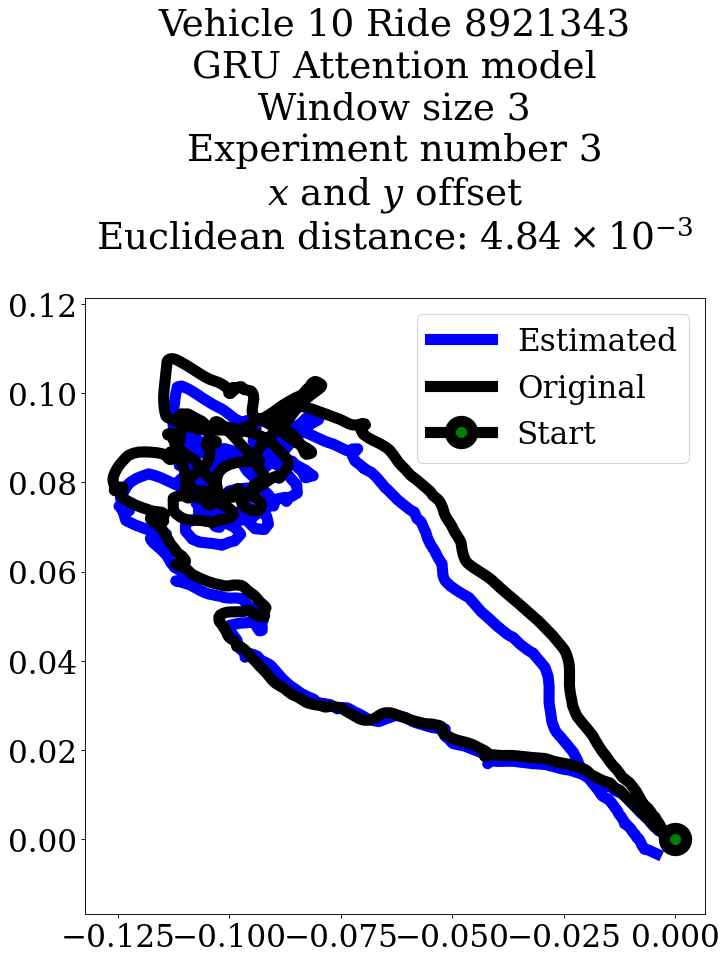 Vehicle 10 Ride 8921343
GRU Attention model
Window size 3
Experiment number 3
x and y offset
Euclidean distance: 4.84 × 10⁻³
0.12
0.10
0.08
0.06
0.04
0.02
0.00
Estimated
Original
Start
−0.125 −0.100 −0.075 −0.050 −0.025 0.000